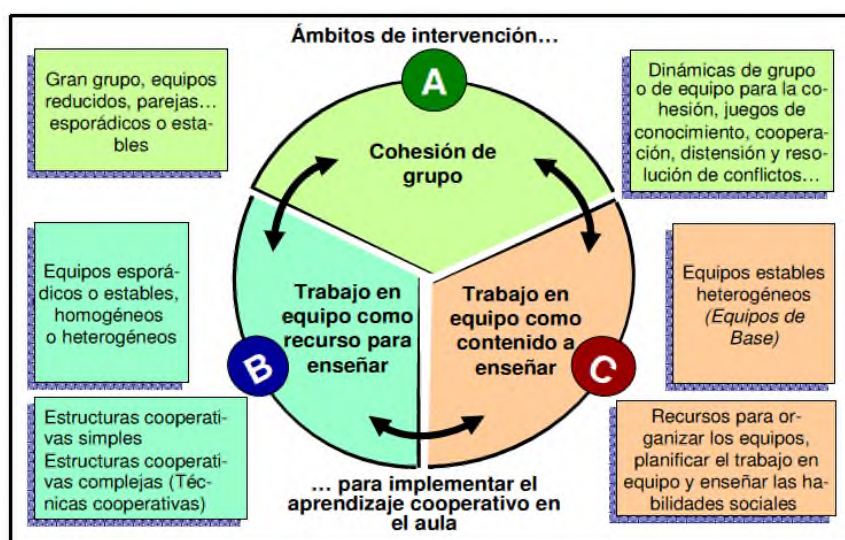 Ámbitos de intervención…
Gran grupo, equipos
reducidos, parejas…
esporádicos o esta-
bles
A
Cohesión de
grupo
Dinámicas de grupo
o de equipo para la co-
hesión, juegos de
conocimiento, coopera-
ción, distensión y reso-
lución de conflictos…
Equipos esporá-
dicos o estables,
homogéneos
o heterogéneos
Trabajo en
equipo como
recurso para
enseñar
B
Trabajo en
equipo como
contenido a
enseñar
C
Equipos estables
heterogéneos
(Equipos de
Base)
Estructuras cooperati-
vas simples
Estructuras cooperati-
vas complejas (Téc-
nicas cooperativas)
… para implementar el
aprendizaje cooperativo en
el aula
Recursos para or-
ganizar los equipos,
planificar el trabajo en
equipo y enseñar las ha-
bilidades sociales